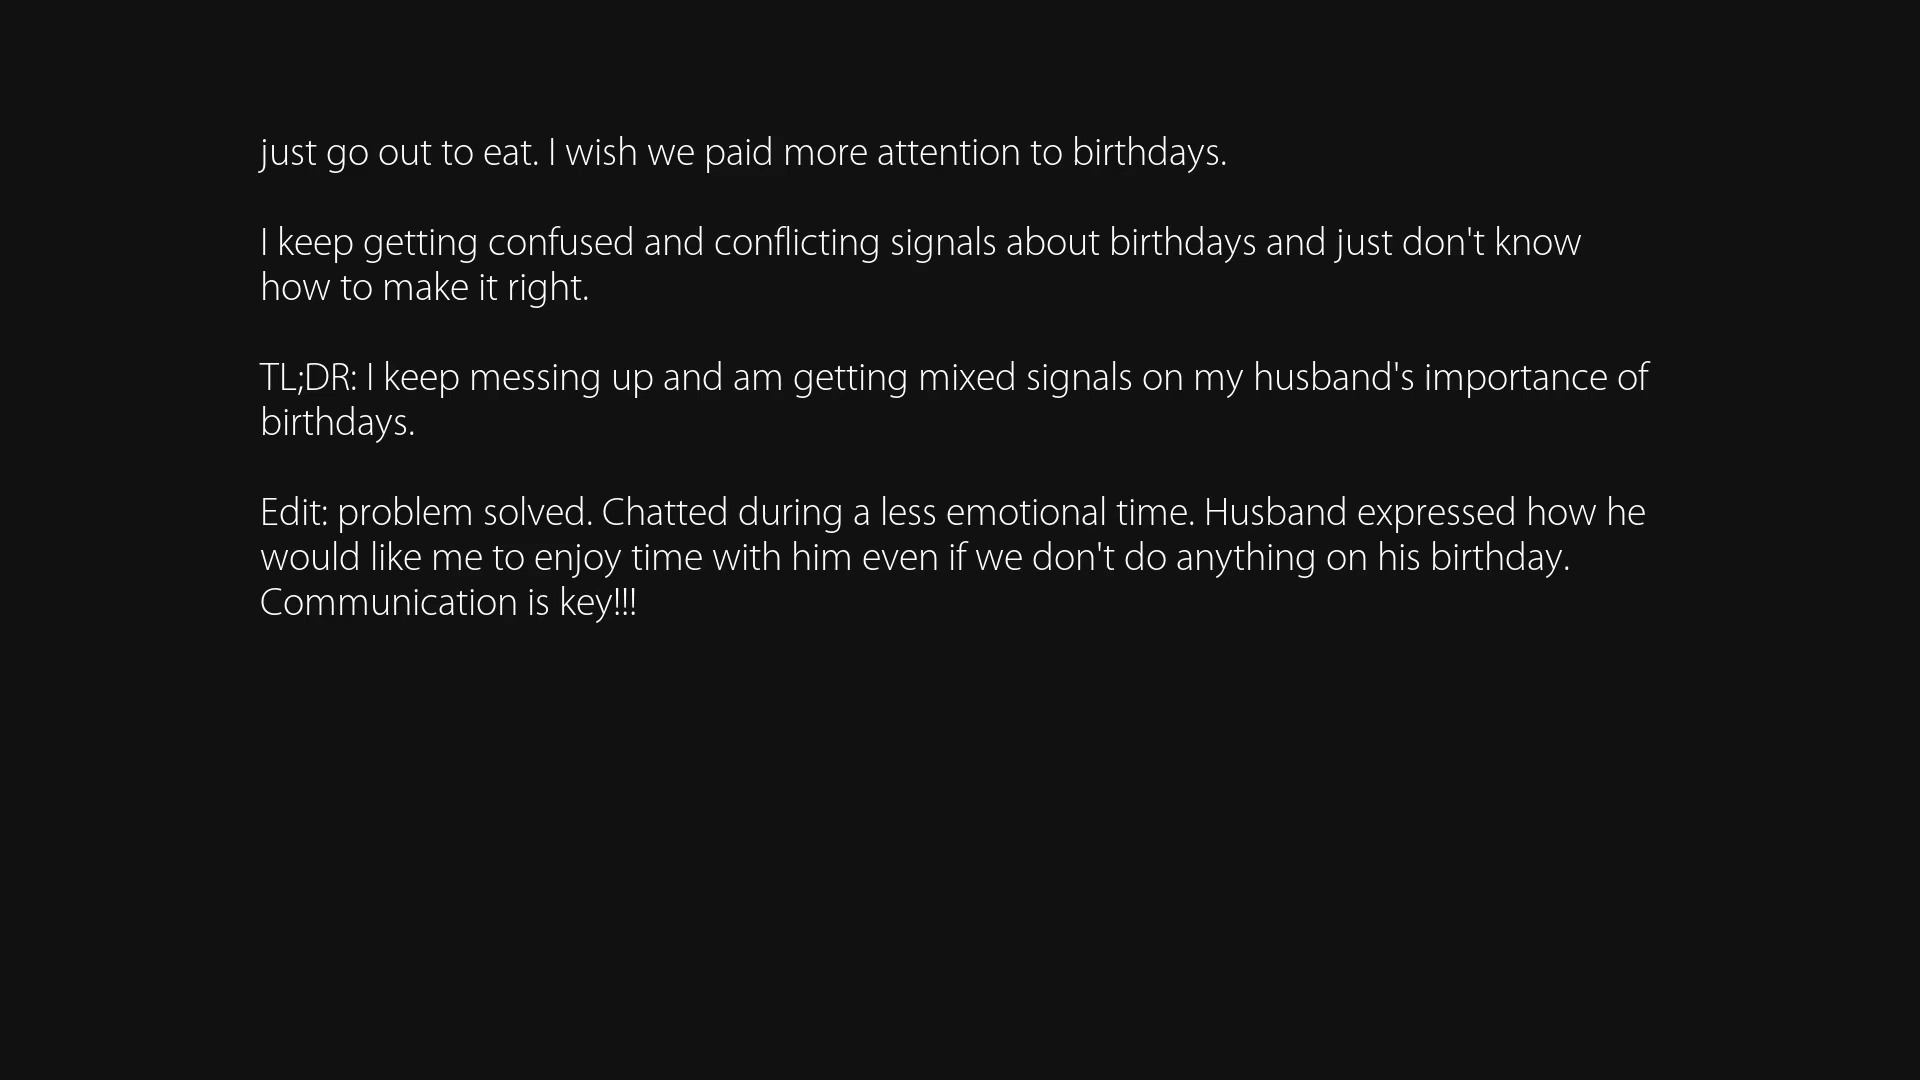 just go out to eat. I wish we paid more attention to birthdays.
I keep getting confused and conflicting signals about birthdays and just don't know
how to make it right.
TL;DR: I keep messing up and am getting mixed signals on my husband's importance of
birthdays.
Edit: problem solved. Chatted during a less emotional time. Husband expressed how he
would like me to enjoy time with him even if we don't do anything on his birthday.
Communication is key!!!